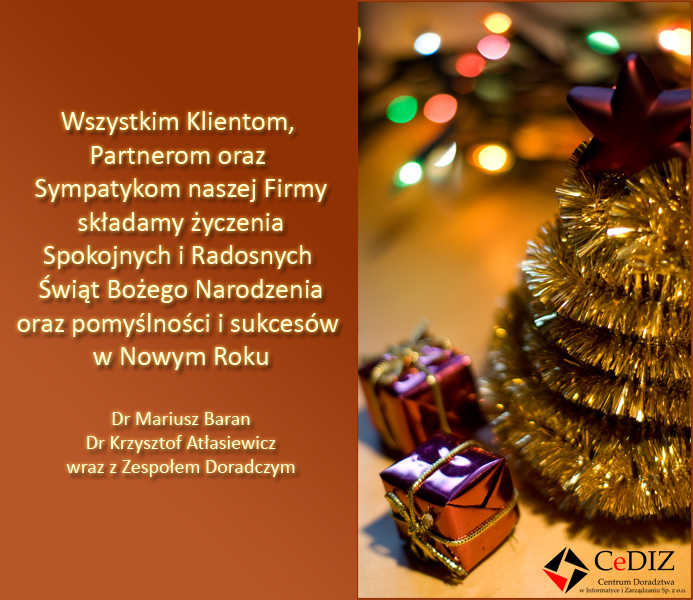 Wszystkim Klientom,
Partnerom oraz
Sympatykom naszej Firmy
składamy życzenia
Spokojnych i Radosnych
Świąt Bożego Narodzenia
oraz pomyślności i sukcesów
w Nowym Roku
Dr Mariusz Baran
Dr Krzysztof Atłasiewicz
wraz z Zespołem Doradczym
CeDIZ
Centrum Doradztwa
w Informatyce i Zarządzaniu Sp. z o.o.